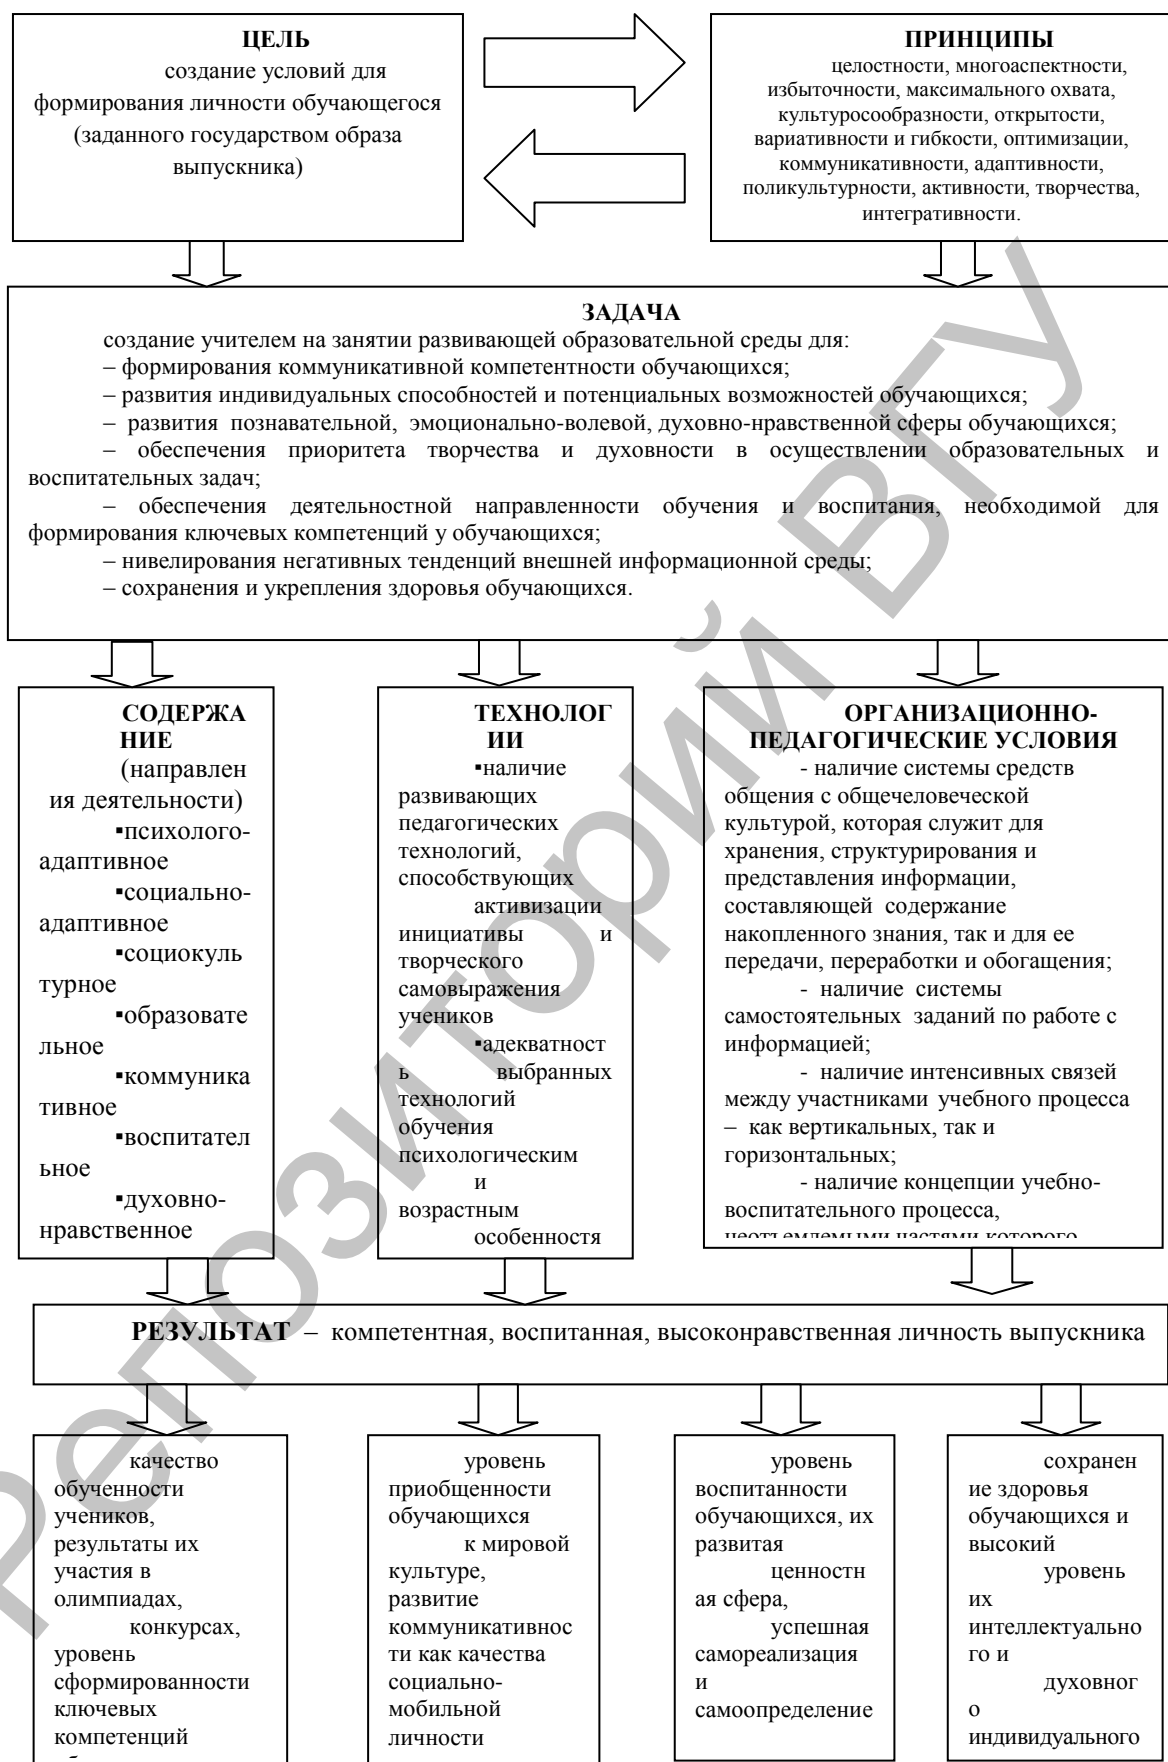 ЦЕЛЬ
создание условий для
формирования личности обучающегося
(заданного государством образа
выпускника)
ПРИНЦИПЫ
целостности, многоаспектности,
избыточности, максимального охвата,
культуросообразности, открытости,
вариативности и гибкости, оптимизации,
коммуникативности, адаптивности,
поликультурности, активности, творчества,
интегративности.
ЗАДАЧА
создание учителем на занятии развивающей образовательной среды для:
– формирования коммуникативной компетентности обучающихся;
– развития индивидуальных способностей и потенциальных возможностей обучающихся;
– развития познавательной, эмоционально-волевой, духовно-нравственной сферы обучающихся;
– обеспечения приоритета творчества и духовности в осуществлении образовательных и
воспитательных задач;
– обеспечения деятельностной направленности обучения и воспитания, необходимой для
формирования ключевых компетенций у обучающихся;
– нивелирования негативных тенденций внешней информационной среды;
– сохранения и укрепления здоровья обучающихся.
СОДЕРЖА
НИЕ
(направлен
ия деятельности)
▪психолого-
адаптивное
▪социально-
адаптивное
▪социокуль
турное
▪образовате
льное
▪коммуника
тивное
▪воспитател
ьное
▪духовно-
нравственное
ТЕХНОЛОГ
ИИ
▪наличие
развивающих
педагогических
технологий,
способствующих
активизации
инициативы и
творческого
самовыражения
учеников
▪адекватност
ь выбранных
технологий
обучения
психологическим
и
возрастным
особенностя
ОРГАНИЗАЦИОННО-
ПЕДАГОГИЧЕСКИЕ УСЛОВИЯ
- наличие системы средств
общения с общечеловеческой
культурой, которая служит для
хранения, структурирования и
представления информации,
составляющей содержание
накопленного знания, так и для ее
передачи, переработки и обогащения;
- наличие системы
самостоятельных заданий по работе с
информацией;
- наличие интенсивных связей
между участниками учебного процесса
– как вертикальных, так и
горизонтальных;
- наличие концепции учебно-
воспитательного процесса,
неотъемлемыми частями которого
РЕЗУЛЬТАТ – компетентная, воспитанная, высоконравственная личность выпускника
качество
обученности
учеников,
результаты их
участия в
олимпиадах,
конкурсах,
уровень
сформированности
ключевых
компетенций
уровень
приобщенности
обучающихся
к мировой
культуре,
развитие
коммуникативнос
ти как качества
социально-
мобильной
личности
уровень
воспитанности
обучающихся, их
развитая
ценностн
ая сфера,
успешная
самореализация
и
самоопределение
сохранен
ие здоровья
обучающихся и
высокий
уровень
их
интеллектуально
го и
духовног
о
индивидуального
Репозиторий ВГУ